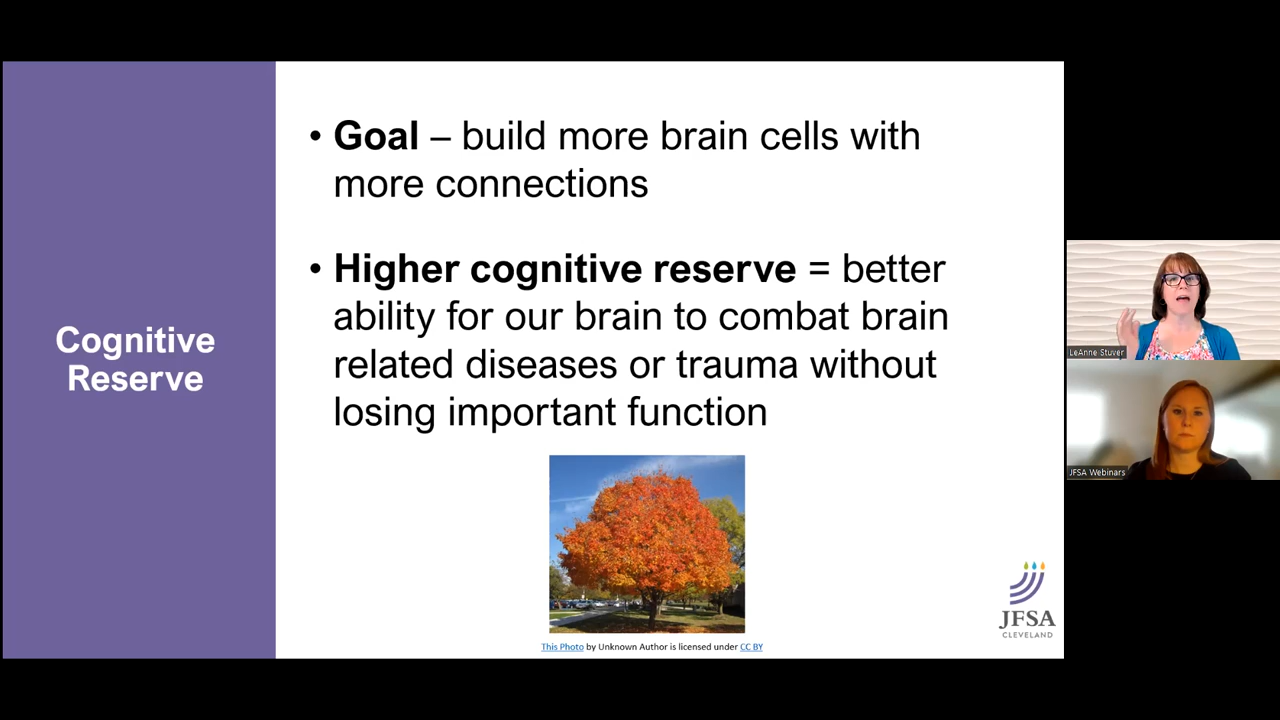 Cognitive
Reserve
• Goal – build more brain cells with
more connections
• Higher cognitive reserve = better
ability for our brain to combat brain
related diseases or trauma without
losing important function
This Photo by Unknown Author is licensed under CC BY
JFSA
CLEVELAND
LeAnne Stuver
JFSA Webinars